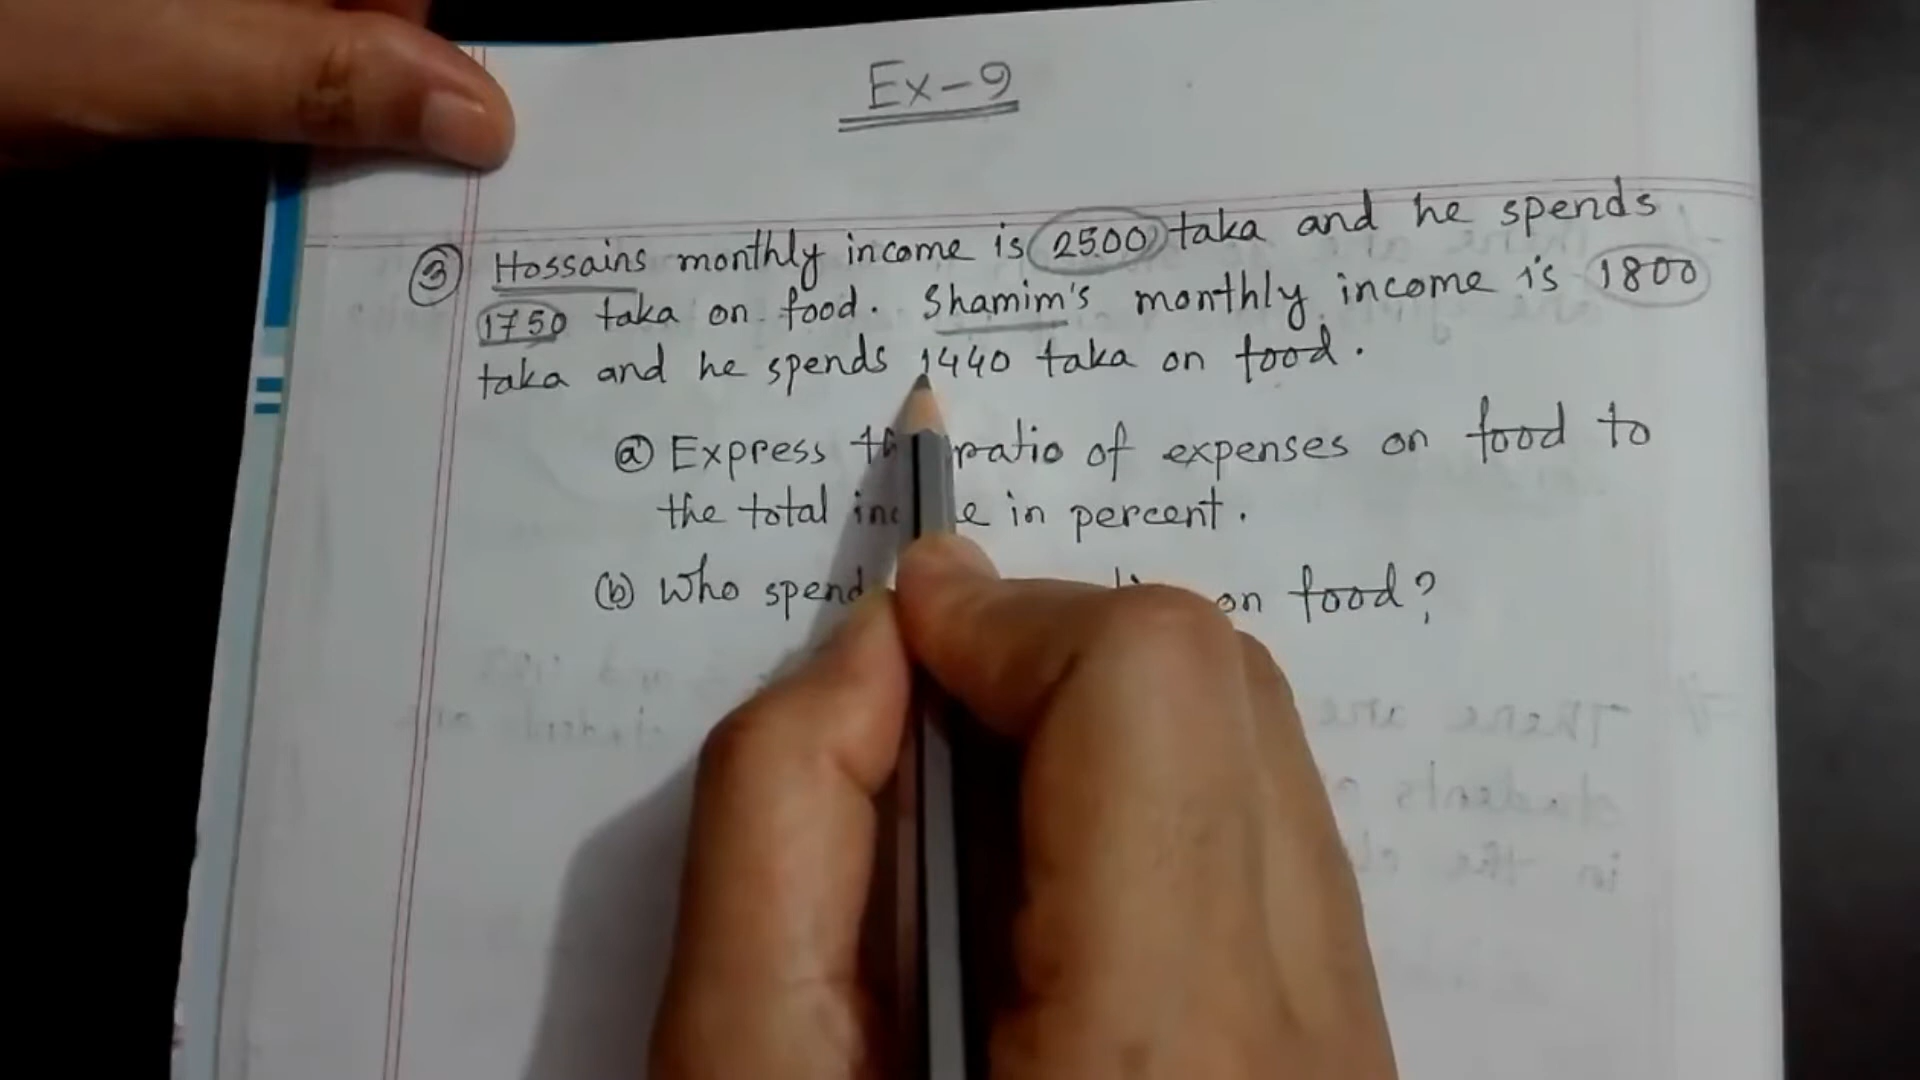 Ex-9
③ Hossains monthly income is 2500 taka and he spends
1750 taka on food. Shamim's monthly income is 1800
taka and he spends 1440 taka on food.
ⓐ Express ratio of expenses on food to
the total in percent.
(b) Who on food?